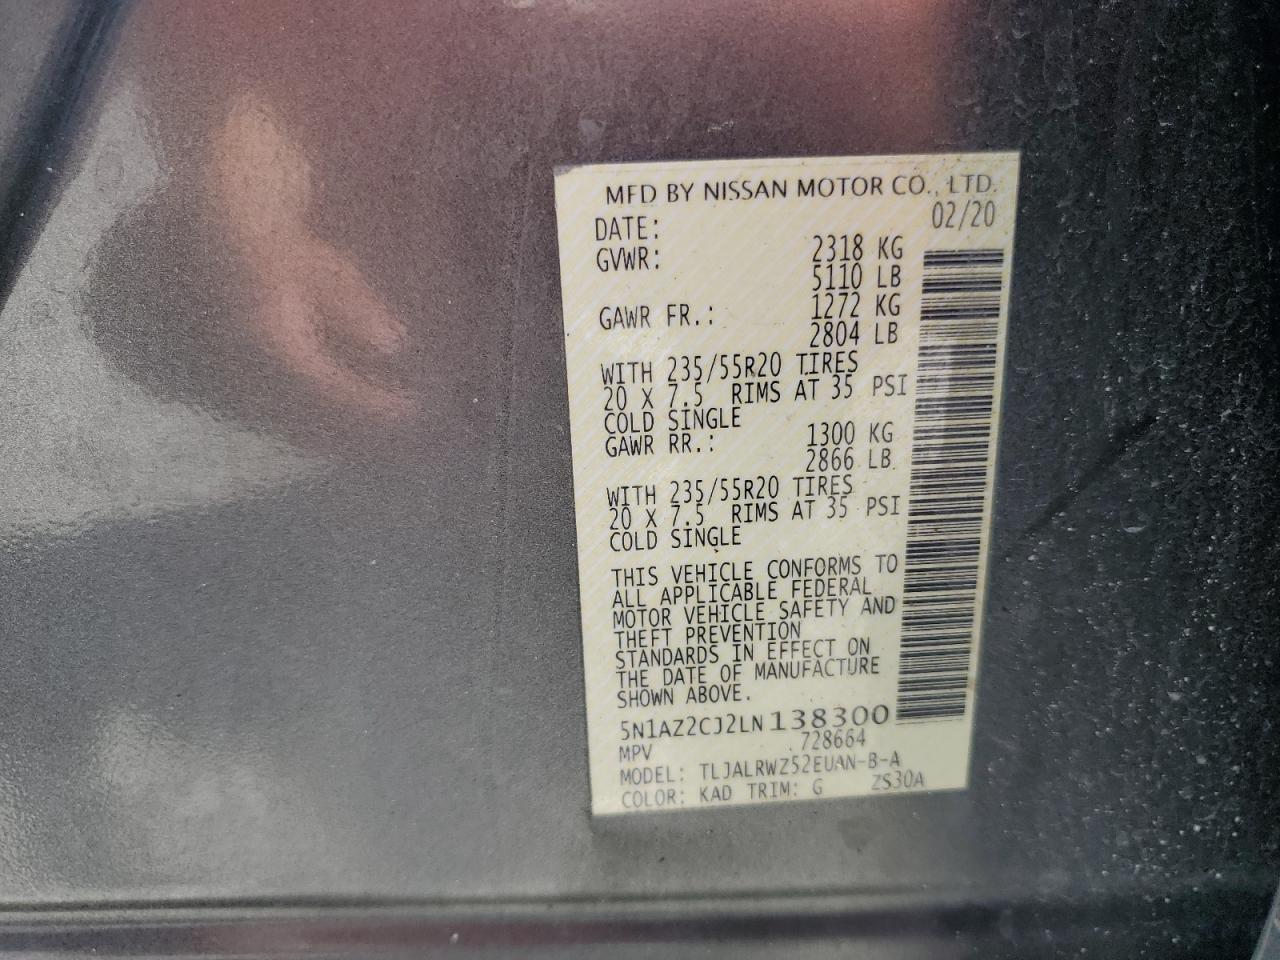 MFD BY NISSAN MOTOR CO., LTD.
DATE: 02/20
GVWR: 2318 KG
5110 LB
GAWR FR.: 1272 KG
2804 LB
WITH 235/55R20 TIRES
20 X 7.5 RIMS AT 35 PSI
COLD SINGLE
GAWR RR.: 1300 KG
2866 LB
WITH 235/55R20 TIRES
20 X 7.5 RIMS AT 35 PSI
COLD SINGLE
THIS VEHICLE CONFORMS TO
ALL APPLICABLE FEDERAL
MOTOR VEHICLE SAFETY AND
THEFT PREVENTION
STANDARDS IN EFFECT ON
THE DATE OF MANUFACTURE
SHOWN ABOVE.
5N1AZ2CJ2LN138300
MPV 728664
MODEL: TLJALRWZ52EUAN-B-A
COLOR: KAD TRIM: G ZS30A